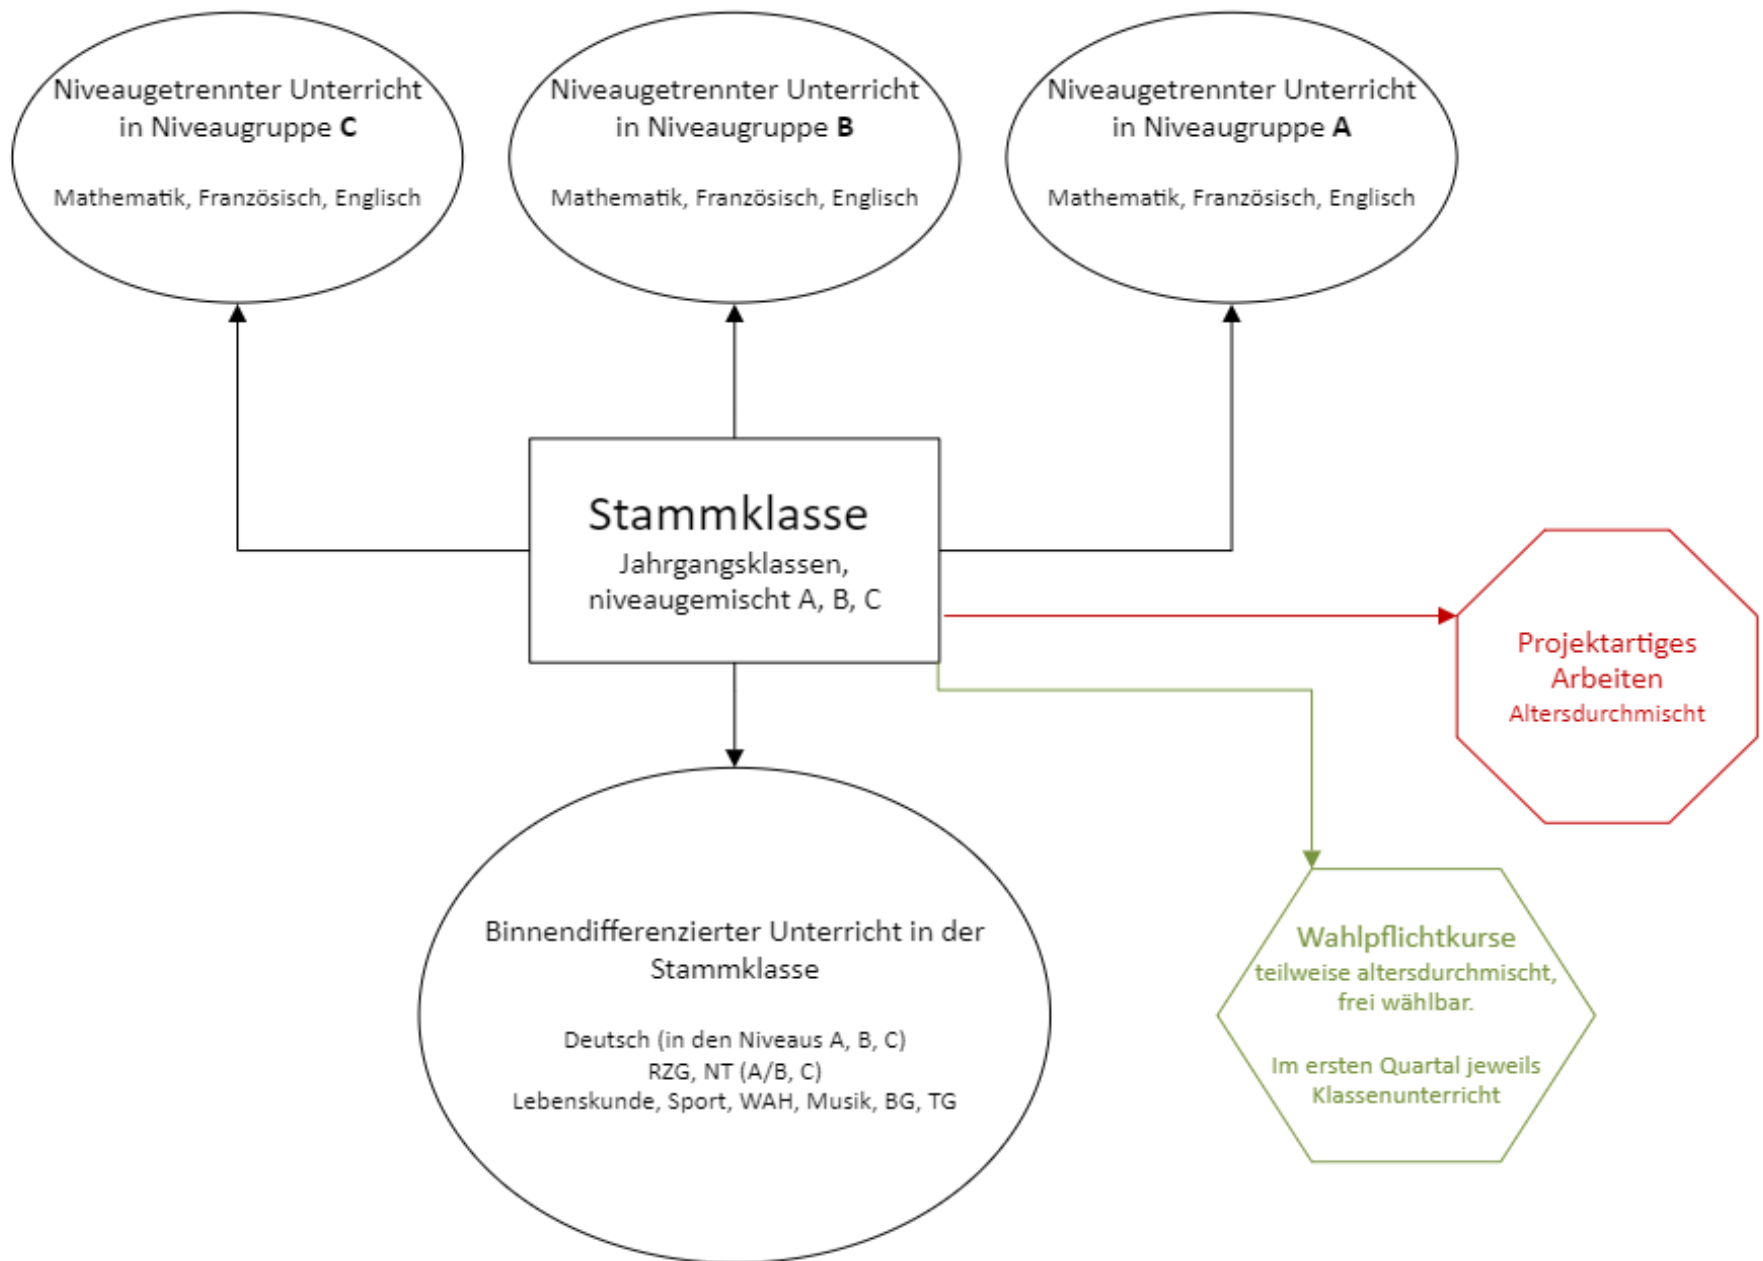 Niveaugetrennter Unterricht
in Niveaugruppe C
Mathematik, Französisch, Englisch
Niveaugetrennter Unterricht
in Niveaugruppe B
Mathematik, Französisch, Englisch
Niveaugetrennter Unterricht
in Niveaugruppe A
Mathematik, Französisch, Englisch
Stammklasse
Jahrgangsklassen,
niveaugemischt A, B, C
Projektartiges
Arbeiten
Altersdurchmischt
Binnendifferenzierter Unterricht in der
Stammklasse
Deutsch (in den Niveaus A, B, C)
RZG, NT (A/B, C)
Lebenskunde, Sport, WAH, Musik, BG, TG
Wahlpflichtkurse
teilweise altersdurchmischt,
frei wählbar.
Im ersten Quartal jeweils
Klassenunterricht